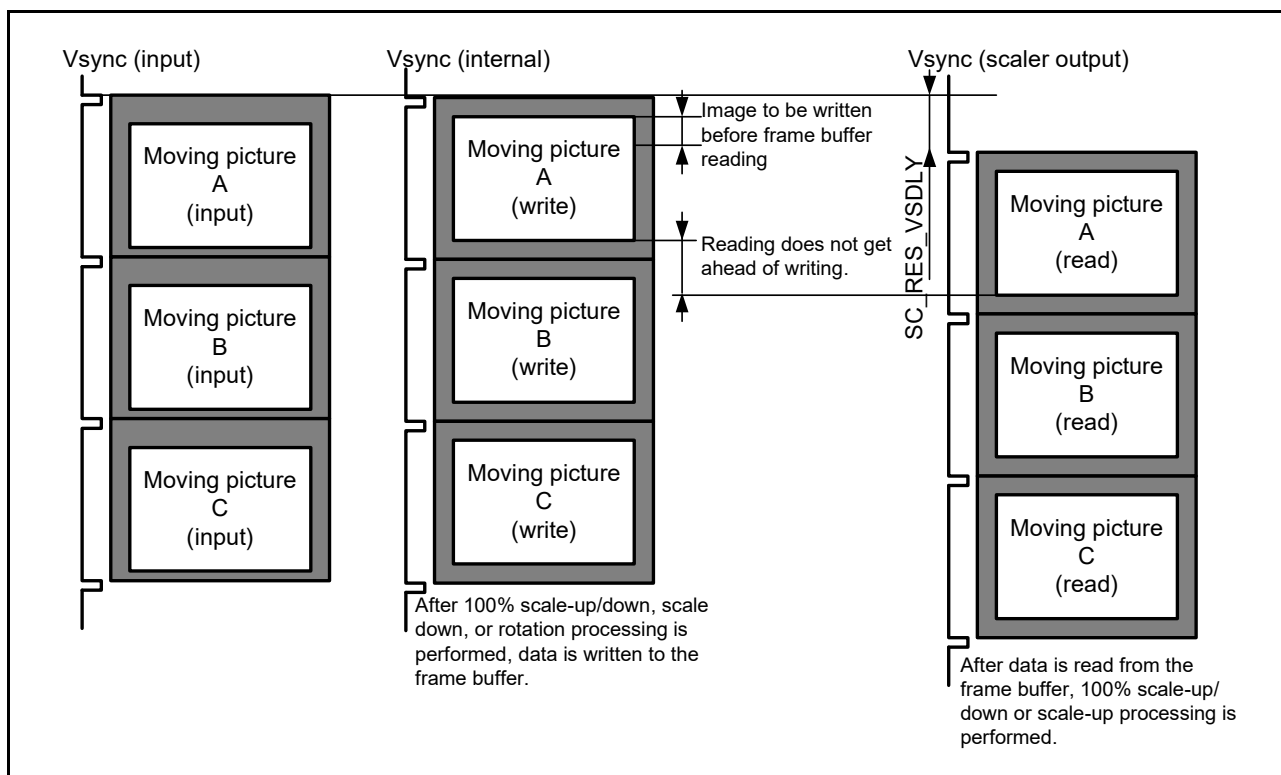 Vsync (input)
Vsync (internal)
Vsync (scaler output)
Moving picture
A
(input)
Moving picture
B
(input)
Moving picture
C
(input)
Moving picture
A
(write)
Moving picture
B
(write)
Moving picture
C
(write)
After 100% scale-up/down, scale
down, or rotation processing is
performed, data is written to the
frame buffer.
Image to be written
before frame buffer
reading
Reading does not get
ahead of writing.
SC_RES_VSDLY
Moving picture
A
(read)
Moving picture
B
(read)
Moving picture
C
(read)
After data is read from the
frame buffer, 100% scale-up/
down or scale-up processing is
performed.